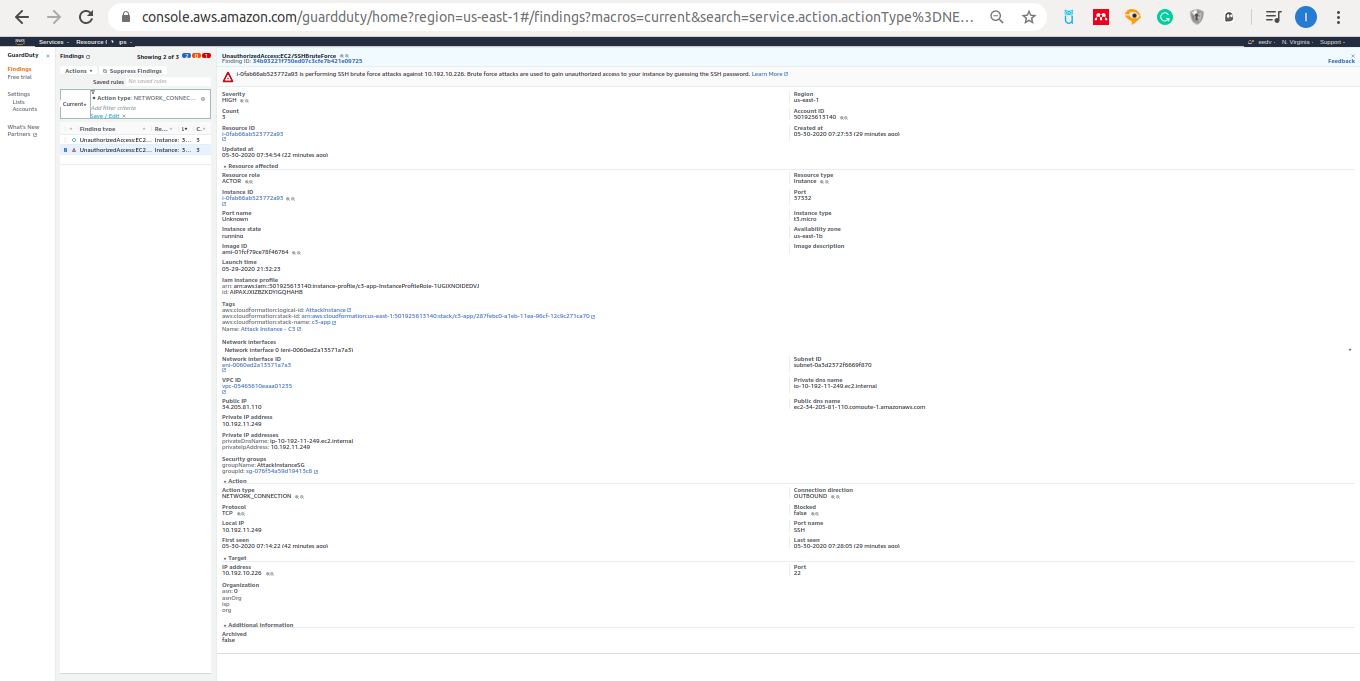 console.aws.amazon.com/guardduty/home?region=us-east-1#/findings?macros=current&search=service.action.actionType%3DNE...
aws Services Resource ps eedv N. Virginia Support
GuardDuty
Findings
Free trial
Settings
Lists
Accounts
What's New
Partners
Findings Showing 2 of 3
Actions Suppress Findings
Saved rules No saved rules
Current
Action type: NETWORK_CONNEC...
Add filter criteria
Save / Edit
Finding type Re... C.
UnauthorizedAccess:EC2... Instance: 3... 3
UnauthorizedAccess:EC2... Instance: 3... 3
UnauthorizedAccess:EC2/SSHBruteForce
Finding ID: 34b93221f750ed07c3cfe7b421e09725
Feedback
i-0fab66ab523772a93 is performing SSH brute force attacks against 10.192.10.226. Brute force attacks are used to gain unauthorized access to your instance by guessing the SSH password. Learn More
Severity
HIGH
Region
us-east-1
Count
3
Account ID
501925613140
Resource ID
i-0fab66ab523772a93
Created at
05-30-2020 07:27:53 (29 minutes ago)
Updated at
05-30-2020 07:34:54 (22 minutes ago)
Resource affected
Resource role
ACTOR
Resource type
Instance
Instance ID
i-0fab66ab523772a93
Port
37332
Port name
Unknown
Instance type
t3.micro
Instance state
running
Availability zone
us-east-1b
Image ID
ami-01fcf79ce78f46764
Image description
Launch time
05-29-2020 21:32:23
Iam instance profile
arn: arn:aws:iam::501925613140:instance-profile/c3-app-InstanceProfileRole-1UGIXNOIDEDVJ
id: AIPAXJXIZBZKDYIGQHAHB
Tags
aws:cloudformation:logical-id: AttackInstance
aws:cloudformation:stack-id: arn:aws:cloudformation:us-east-1:501925613140:stack/c3-app/287febc0-a1eb-11ea-96cf-12c9c271ca70
aws:cloudformation:stack-name: c3-app
Name: Attack Instance - C3
Network interfaces
Network interface 0 (eni-0060ed2a13571a7a3)
Network interface ID
eni-0060ed2a13571a7a3
Subnet ID
subnet-0a3d2372f6669f870
VPC ID
vpc-05465610eaaa01235
Private dns name
ip-10-192-11-249.ec2.internal
Public IP
34.205.81.110
Public dns name
ec2-34-205-81-110.compute-1.amazonaws.com
Private IP address
10.192.11.249
Private IP addresses
privateDnsName: ip-10-192-11-249.ec2.internal
privateIpAddress: 10.192.11.249
Security groups
groupName: AttackInstanceSG
groupId: sg-076f54a59d19413c8
Action
Action type
NETWORK_CONNECTION
Connection direction
OUTBOUND
Protocol
TCP
Blocked
false
Local IP
10.192.11.249
Port name
SSH
First seen
05-30-2020 07:14:22 (42 minutes ago)
Last seen
05-30-2020 07:28:05 (29 minutes ago)
Target
IP address
10.192.10.226
Port
22
Organization
asn: 0
asnOrg
isp
org
Additional information
Archived
false